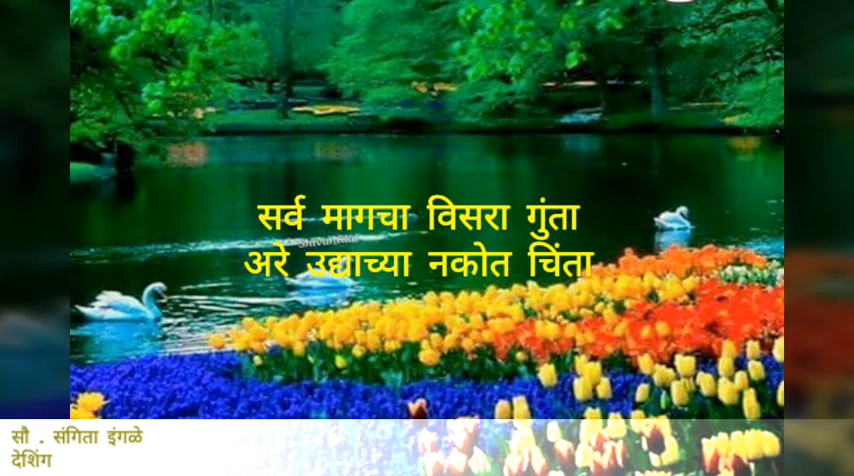 सर्व मागचा विसरा गुंता
अरे उद्याच्या नकोत चिंता
सौ . संगिता इंगळे
देशिंग